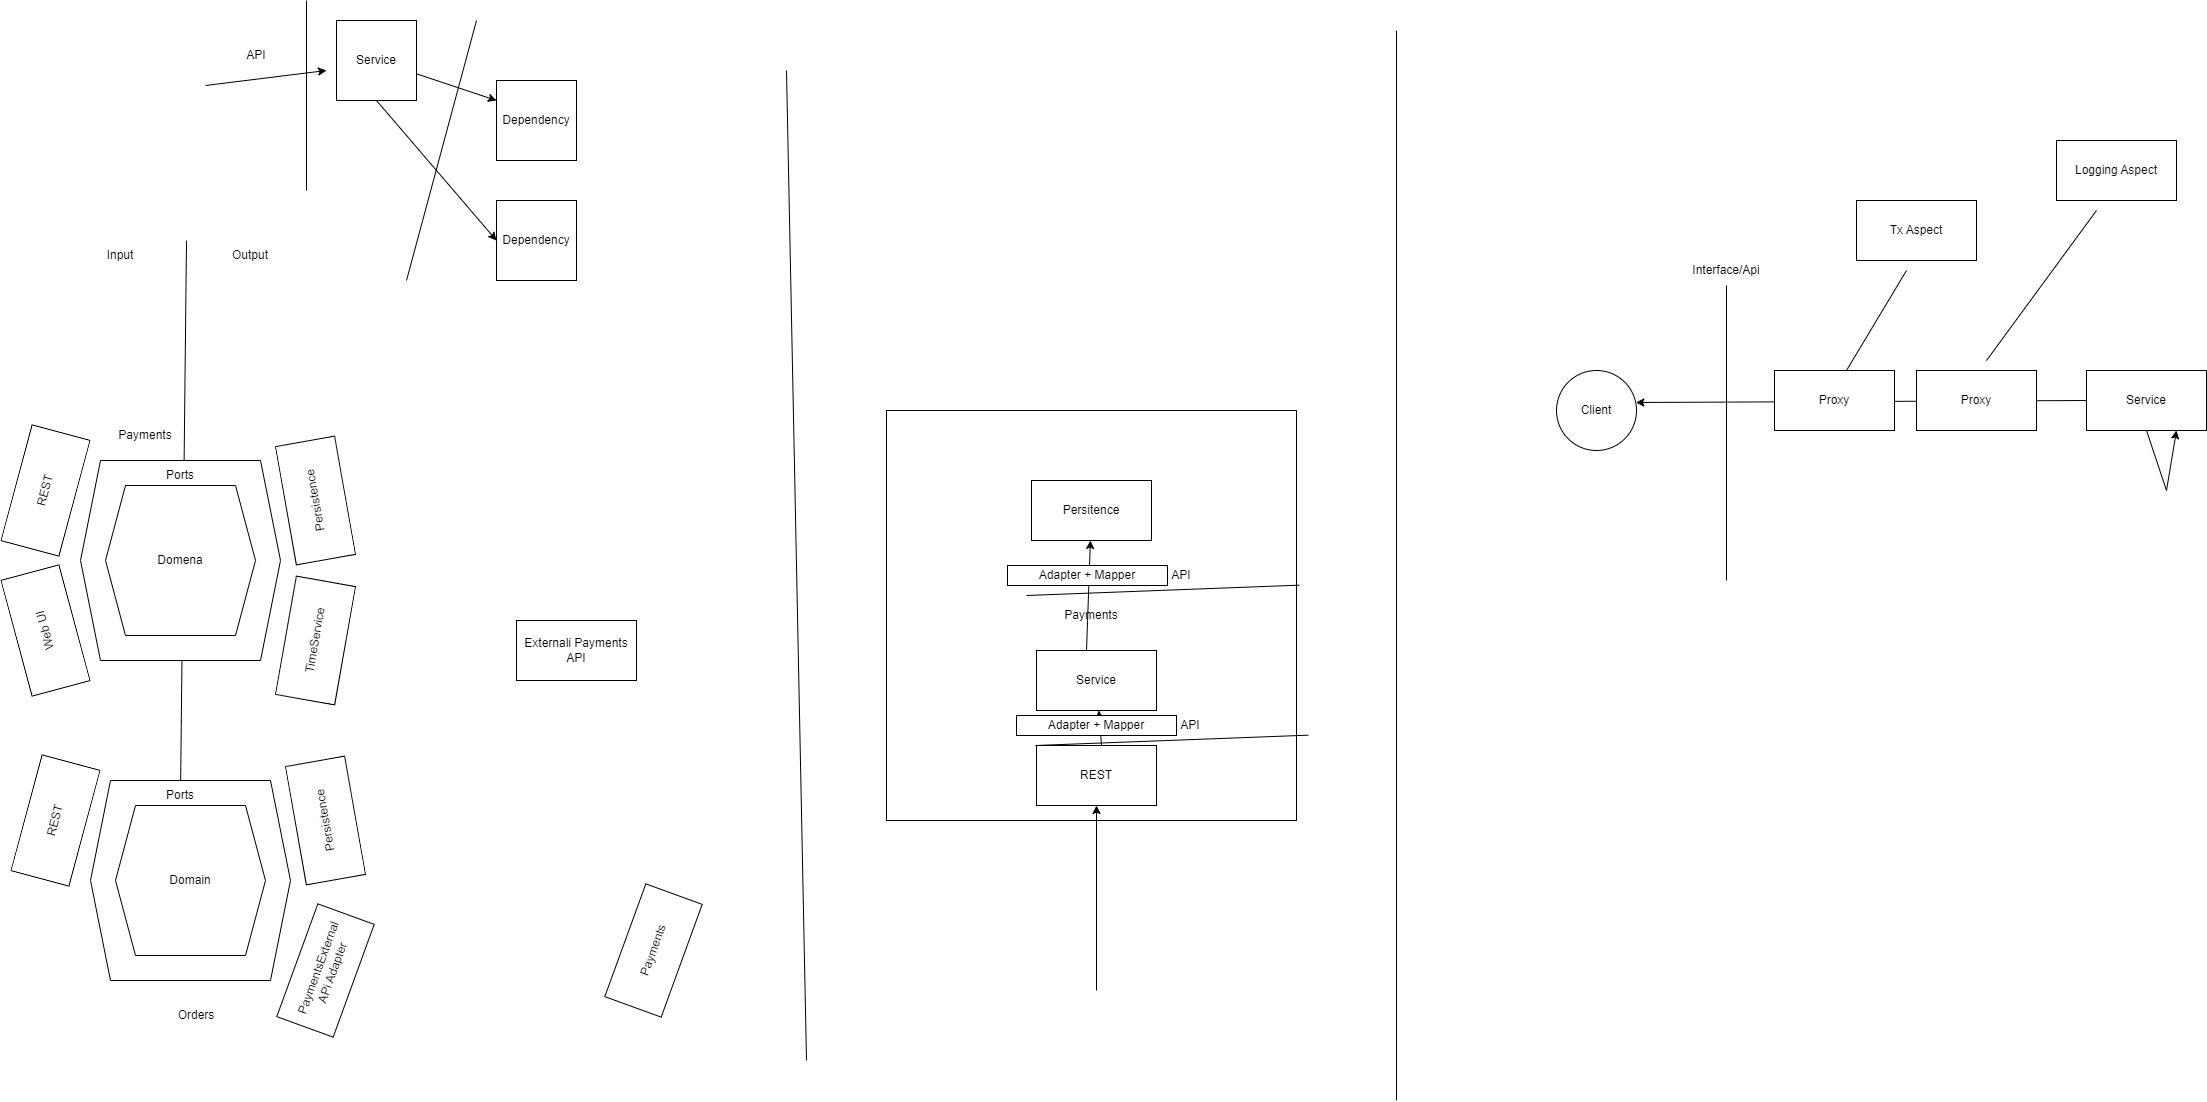 API
Service
Dependency
Dependency
Input
Output
Payments
REST
Ports
Persistence
Domena
Web UI
TimeService
Externali Payments
API
REST
Ports
Persistence
Domain
PaymentsExternal
APi Adapter
Payments
Orders
Persitence
Adapter + Mapper
API
Payments
Service
Adapter + Mapper
API
REST
Logging Aspect
Tx Aspect
Interface/Api
Client
Proxy
Proxy
Service